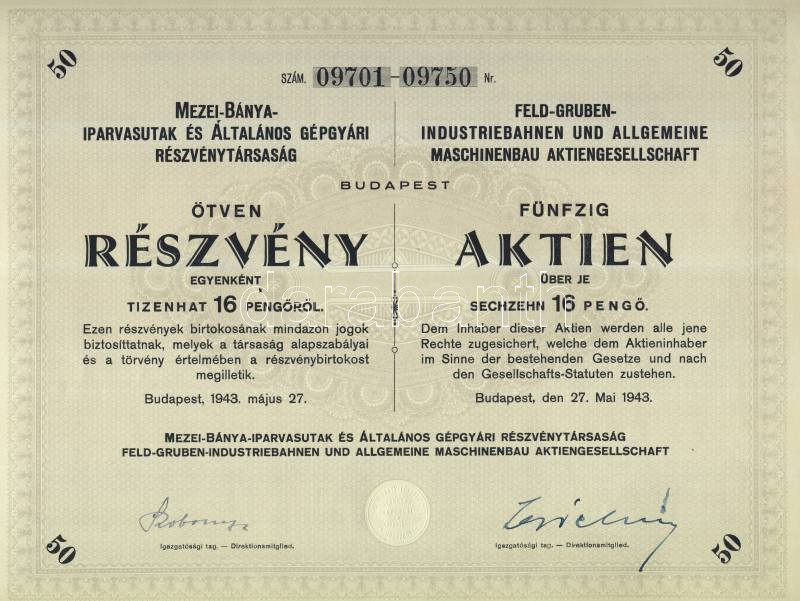 50
50
SZÁM. 09701-09750 Nr.
MEZEI-BÁNYA-
IPARVASUTAK ÉS ÁLTALÁNOS GÉPGYÁRI
RÉSZVÉNYTÁRSASÁG
FELD-GRUBEN-
INDUSTRIEBAHNEN UND ALLGEMEINE
MASCHINENBAU AKTIENGESELLSCHAFT
BUDAPEST
ÖTVEN
RÉSZVÉNY
EGYENKÉNT
TIZENHAT 16 PENGŐRŐL.
Ezen részvények birtokosának mindazon jogok
biztosíttatnak, melyek a társaság alapszabályai
és a törvény értelmében a részvénybirtokost
megilletik.
Budapest, 1943. május 27.
FÜNFZIG
AKTIEN
ÜBER JE
SECHZEHN 16 PENGÖ.
Dem Inhaber dieser Aktien werden alle jene
Rechte zugesichert, welche dem Aktieninhaber
im Sinne der bestehenden Gesetze und nach
den Gesellschafts-Statuten zustehen.
Budapest, den 27. Mai 1943.
darabanth
MEZEI-BÁNYA-IPARVASUTAK ÉS ÁLTALÁNOS GÉPGYÁRI RÉSZVÉNYTÁRSASÁG
FELD-GRUBEN-INDUSTRIEBAHNEN UND ALLGEMEINE MASCHINENBAU AKTIENGESELLSCHAFT
Igazgatósági tag. — Direktionsmitglied.
Igazgatósági tag. — Direktionsmitglied.
50
50